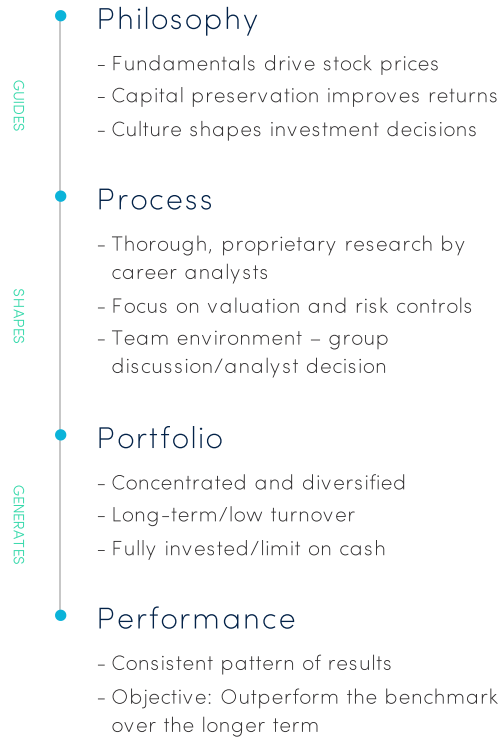 Philosophy
- Fundamentals drive stock prices
- Capital preservation improves returns
- Culture shapes investment decisions
GUIDES
Process
- Thorough, proprietary research by
career analysts
- Focus on valuation and risk controls
- Team environment – group
discussion/analyst decision
SHAPES
Portfolio
- Concentrated and diversified
- Long-term/low turnover
- Fully invested/limit on cash
GENERATES
Performance
- Consistent pattern of results
- Objective: Outperform the benchmark
over the longer term